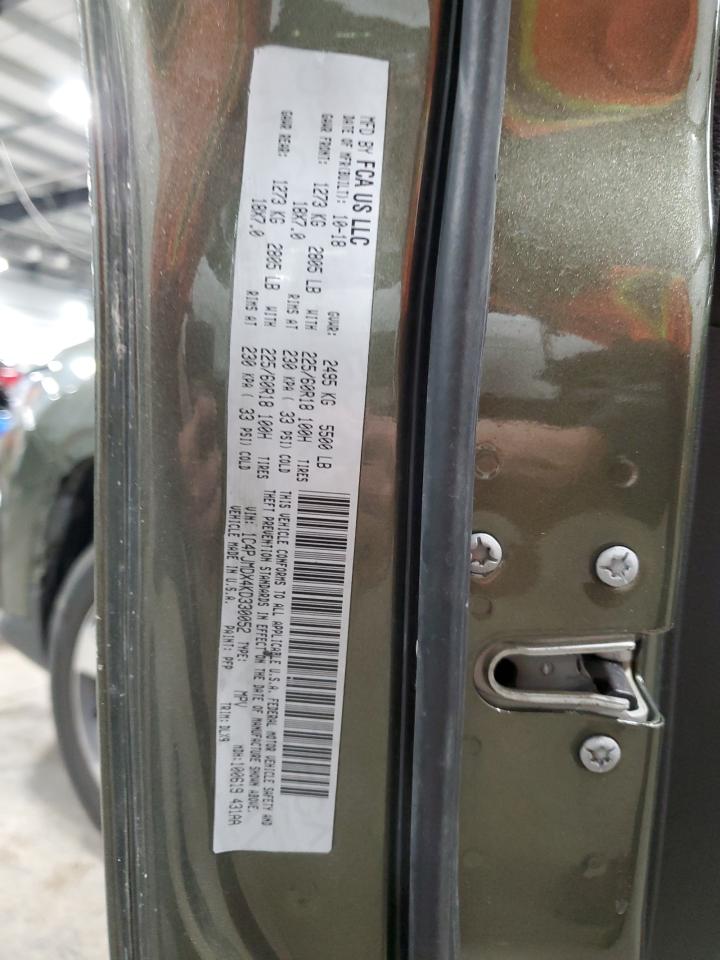 MFD BY FCA US LLC
DATE OF MFR(BUILT): 10-18 GVWR: 2495 KG 5500 LB
GAWR FRONT: 1273 KG 2805 LB WITH 225/60R18 100H TIRES
18X7.0 RIMS AT 230 KPA ( 33 PSI) COLD
GAWR REAR: 1273 KG 2805 LB WITH 225/60R18 100H TIRES
18X7.0 RIMS AT 230 KPA ( 33 PSI) COLD
THIS VEHICLE CONFORMS TO ALL APPLICABLE U.S.A. FEDERAL MOTOR VEHICLE SAFETY AND
THEFT PREVENTION STANDARDS IN EFFECT ON THE DATE OF MANUFACTURE SHOWN ABOVE.
VIN: 1C4PJMDX4KD330052 TYPE: MPV MDH:100619 431AA
VEHICLE MADE IN U.S.A. PAINT: PFP TRIM:DLX9